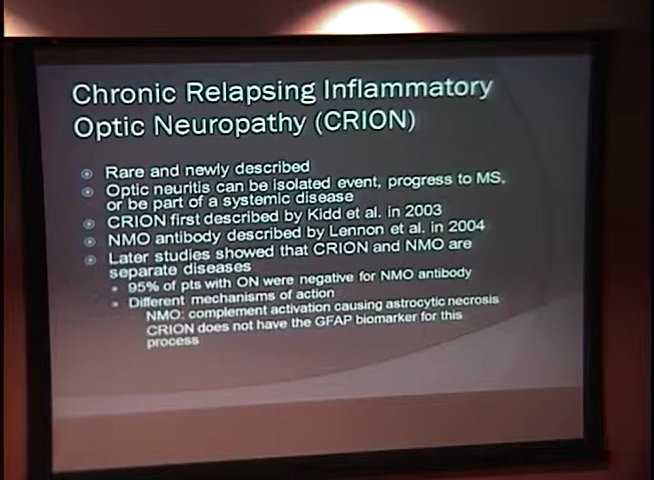 Chronic Relapsing Inflammatory
Optic Neuropathy (CRION)
Rare and newly described
Optic neuritis can be isolated event, progress to MS,
or be part of a systemic disease
CRION first described by Kidd et al. in 2003
NMO antibody described by Lennon et al. in 2004
Later studies showed that CRION and NMO are
separate diseases
95% of pts with ON were negative for NMO antibody
Different mechanisms of action
NMO: complement activation causing astrocytic necrosis
CRION does not have the GFAP biomarker for this
process